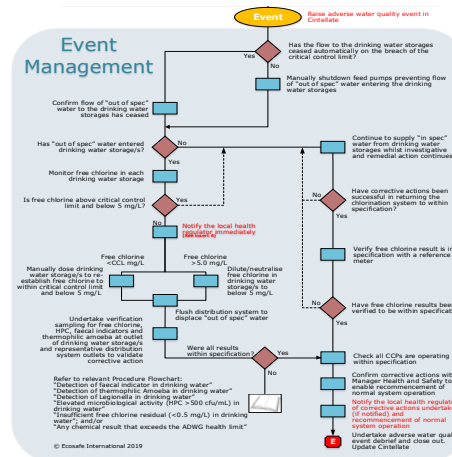 Event
Raise adverse water quality event in
Cintellate
Event
Management
Has the flow to the drinking water storages
ceased automatically on the breach of the
critical control limit?
Yes
No
Manually shutdown feed pumps preventing flow
of "out of spec" water entering the drinking
water storages
Confirm flow of "out of spec"
water to the drinking water
storages has ceased
Has "out of spec" water entered
drinking water storage/s?
No
Yes
Continue to supply "in spec"
water from drinking water
storages whilst investigative
and remedial action continues
Monitor free chlorine in each
drinking water storage
Is free chlorine above critical control
limit and below 5 mg/L?
Yes
No
No
Have corrective actions been
successful in returning the
chlorination system to within
specification?
Yes
Notify the local health
regulator immediately
Free chlorine
<CCL mg/L
Free chlorine
>5.0 mg/L
Verify free chlorine result is in
specification with a reference
meter
Manually dose drinking
water storage/s to re-
establish free chlorine to
within critical control limit
and below 5 mg/L
Dilute/neutralise
free chlorine in
drinking water
storage/s to below
5 mg/L
No
Have free chlorine results been
verified to be within specificat
Yes
Flush distribution system to
displace "out of spec" water
Undertake verification
sampling for free chlorine,
HPC, faecal indicators and
thermophilic amoeba at outlet
of drinking water storage/s
and representative distribution
system outlets to validate
corrective action
Were all results
within specification?
Yes
No
Check all CCPs are operating
within specification
Confirm corrective actions with
Manager Health and Safety to
enable recommencement of
normal system operation
Notify the local health regulato
of corrective actions undertake
(if notified) and
recommencement of normal
system operation
Refer to relevant Procedure Flowchart:
"Detection of faecal indicator in drinking water"
"Detection of thermophilic Amoeba in drinking water"
"Detection of Legionella in drinking water"
"Elevated microbiological activity (HPC >500 cfu/mL) in
drinking water"
"Insufficient free chlorine residual (<0.5 mg/L) in drinking
water"; and/or
"Any chemical result that exceeds the ADWG health limit"
E
Undertake adverse water quali
event debrief and close out.
Update Cintellate
© Ecosafe International 2019